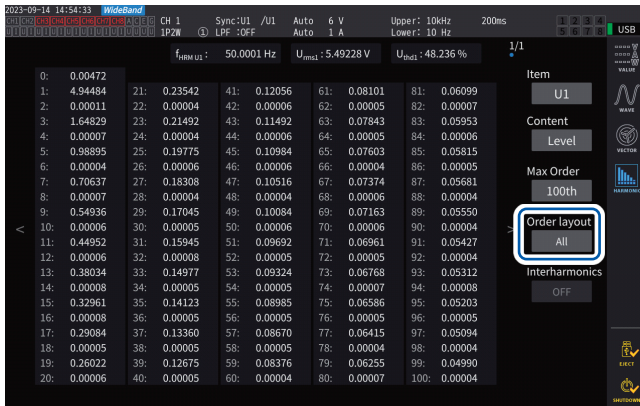 2023-09-14 14:54:33 WideBand
CH1 CH2 CH3 CH4 CH5 CH6 CH7 CH8 A C E G CH 1 Sync:U1 /U1 Auto 6 V Upper: 10kHz 200ms 1 2 3 4 USB
U I U I U I U I U I U I U I U I U U U U 1P2W ① LPF :OFF Auto 1 A Lower: 10 Hz 5 6 7 8
fHRM U1 : 50.0001 Hz Urms1 : 5.49228 V Uthd1 : 48.236 % 1/1
VALUE
WAVE
VECTOR
HARMONIC
EJECT
SHUTDOWN
Item
U1
Content
Level
Max Order
100th
Order layout
All
Interharmonics
OFF
< >
0: 0.00472
1: 4.94484 21: 0.23542 41: 0.12056 61: 0.08101 81: 0.06099
2: 0.00011 22: 0.00004 42: 0.00006 62: 0.00005 82: 0.00007
3: 1.64829 23: 0.21492 43: 0.11492 63: 0.07843 83: 0.05953
4: 0.00007 24: 0.00004 44: 0.00006 64: 0.00005 84: 0.00006
5: 0.98895 25: 0.19775 45: 0.10984 65: 0.07603 85: 0.05815
6: 0.00004 26: 0.00006 46: 0.00006 66: 0.00004 86: 0.00005
7: 0.70637 27: 0.18308 47: 0.10516 67: 0.07374 87: 0.05681
8: 0.00007 28: 0.00004 48: 0.00004 68: 0.00006 88: 0.00004
9: 0.54936 29: 0.17045 49: 0.10084 69: 0.07163 89: 0.05550
10: 0.00006 30: 0.00005 50: 0.00006 70: 0.00006 90: 0.00004
11: 0.44952 31: 0.15945 51: 0.09692 71: 0.06961 91: 0.05427
12: 0.00006 32: 0.00008 52: 0.00005 72: 0.00005 92: 0.00004
13: 0.38034 33: 0.14977 53: 0.09324 73: 0.06768 93: 0.05312
14: 0.00008 34: 0.00005 54: 0.00005 74: 0.00007 94: 0.00008
15: 0.32961 35: 0.14123 55: 0.08985 75: 0.06586 95: 0.05203
16: 0.00008 36: 0.00005 56: 0.00005 76: 0.00005 96: 0.00004
17: 0.29084 37: 0.13360 57: 0.08670 77: 0.06415 97: 0.05094
18: 0.00005 38: 0.00005 58: 0.00005 78: 0.00004 98: 0.00004
19: 0.26022 39: 0.12675 59: 0.08376 79: 0.06255 99: 0.04990
20: 0.00006 40: 0.00005 60: 0.00004 80: 0.00007 100: 0.00004